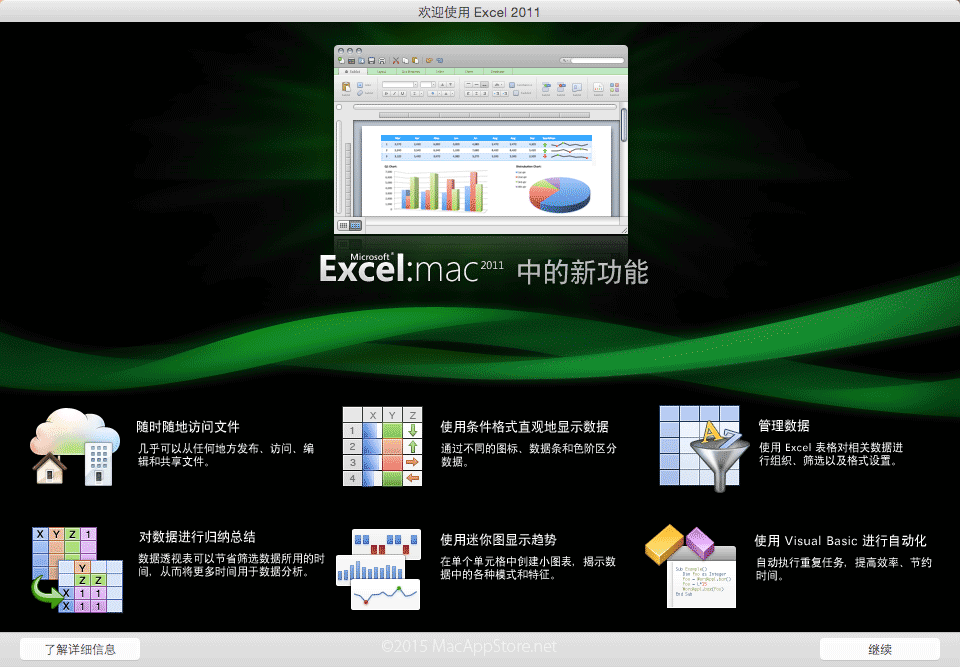 欢迎使用 Excel 2011
Microsoft®
Excel:mac 2011 中的新功能
随时随地访问文件
几乎可以从任何地方发布、访问、编
辑和共享文件。
X Y Z
1
2
3
4
使用条件格式直观地显示数据
通过不同的图标、数据条和色阶区分
数据。
A Z
管理数据
使用 Excel 表格对相关数据进
行组织、筛选以及格式设置。
X Y Z 1
Y
Z Z
X 1 1
X 1 1
对数据进行归纳总结
数据透视表可以节省筛选数据所用的时
间，从而将更多时间用于数据分析。
使用迷你图显示趋势
在单个单元格中创建小图表，揭示数
据中的各种模式和特征。
Sub Example()
End Sub
使用 Visual Basic 进行自动化
自动执行重复任务，提高效率、节约
时间。
了解详细信息
©2015 MacAppStore.net
继续